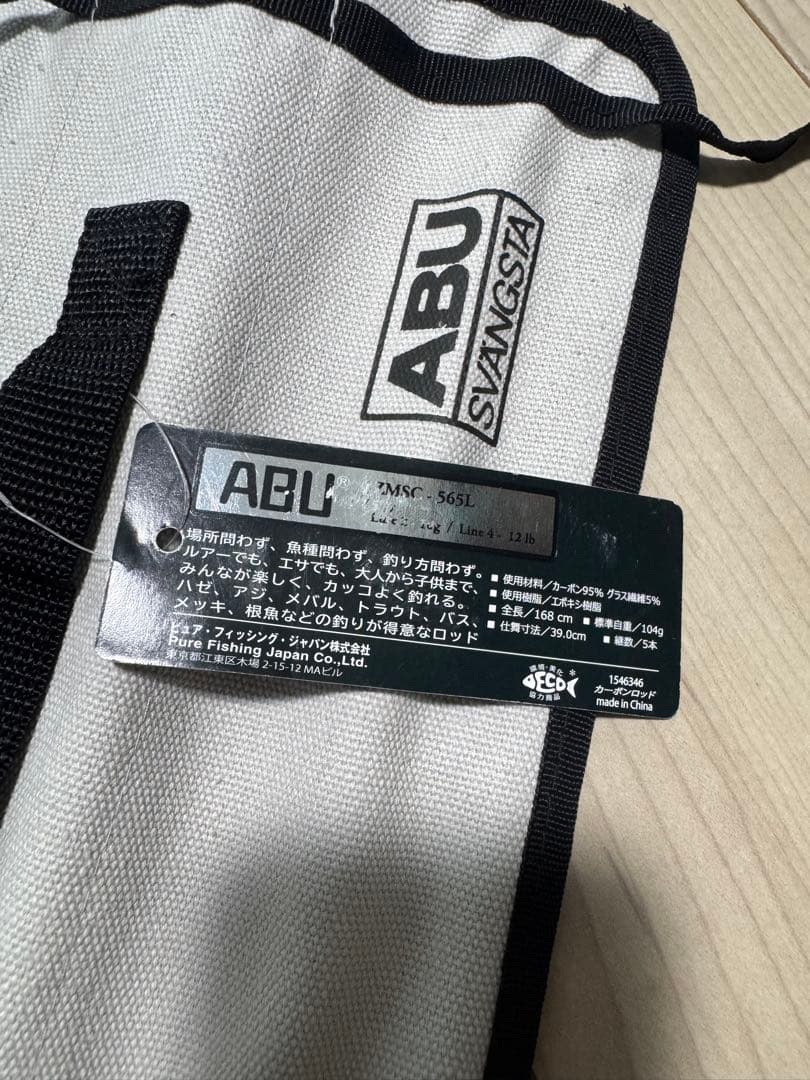 ABU
SVÄNGSTA
ABU® ZMSC - 565L
g / Line 4 - 12 lb
場所問わず、魚種問わず、釣り方問わず。
ルアーでも、エサでも、大人から子供まで、
みんなが楽しく、カッコよく釣れる。
ハゼ、アジ、メバル、トラウト、バス、
メッキ、根魚などの釣りが得意なロッド
ピュア・フィッシング・ジャパン株式会社
Pure Fishing Japan Co.,Ltd.
東京都江東区木場 2-15-12 MAビル
■ 使用材料／カーボン95% グラス繊維5%
■ 使用樹脂／エポキシ樹脂
■ 全長／168 cm ■ 標準自重／104g
■ 仕舞寸法／39.0cm ■ 継数／5本
環境・美化
ECO
協力商品
1546346
カーボンロッド
made in China